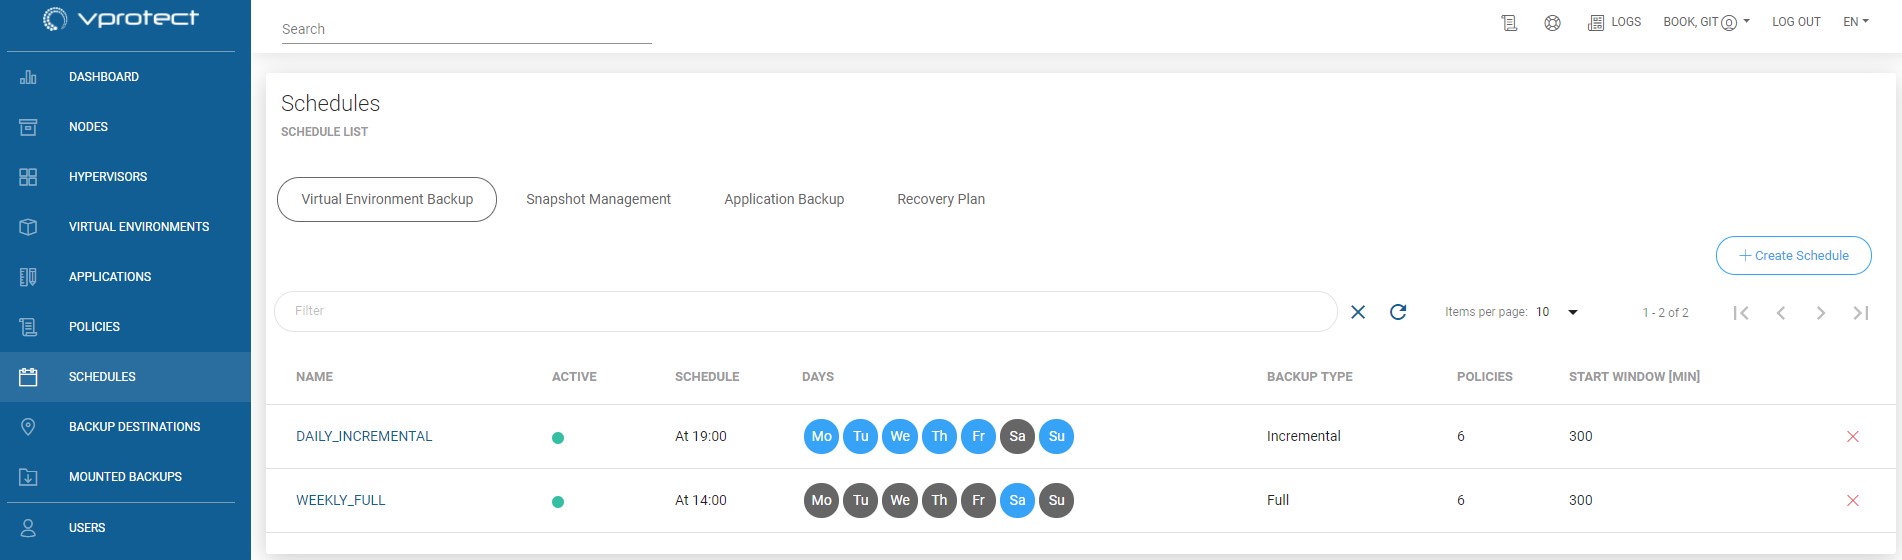 vprotect
Search
LOGS
BOOK, GIT
LOG OUT
EN
DASHBOARD
NODES
HYPERVISORS
VIRTUAL ENVIRONMENTS
APPLICATIONS
POLICIES
SCHEDULES
BACKUP DESTINATIONS
MOUNTED BACKUPS
USERS
Schedules
SCHEDULE LIST
Virtual Environment Backup Snapshot Management Application Backup Recovery Plan
Create Schedule
Filter
Items per page: 10
1 - 2 of 2
NAME ACTIVE SCHEDULE DAYS BACKUP TYPE POLICIES START WINDOW [MIN]
DAILY_INCREMENTAL At 19:00 Mo Tu We Th Fr Sa Su Incremental 6 300
WEEKLY_FULL At 14:00 Mo Tu We Th Fr Sa Su Full 6 300